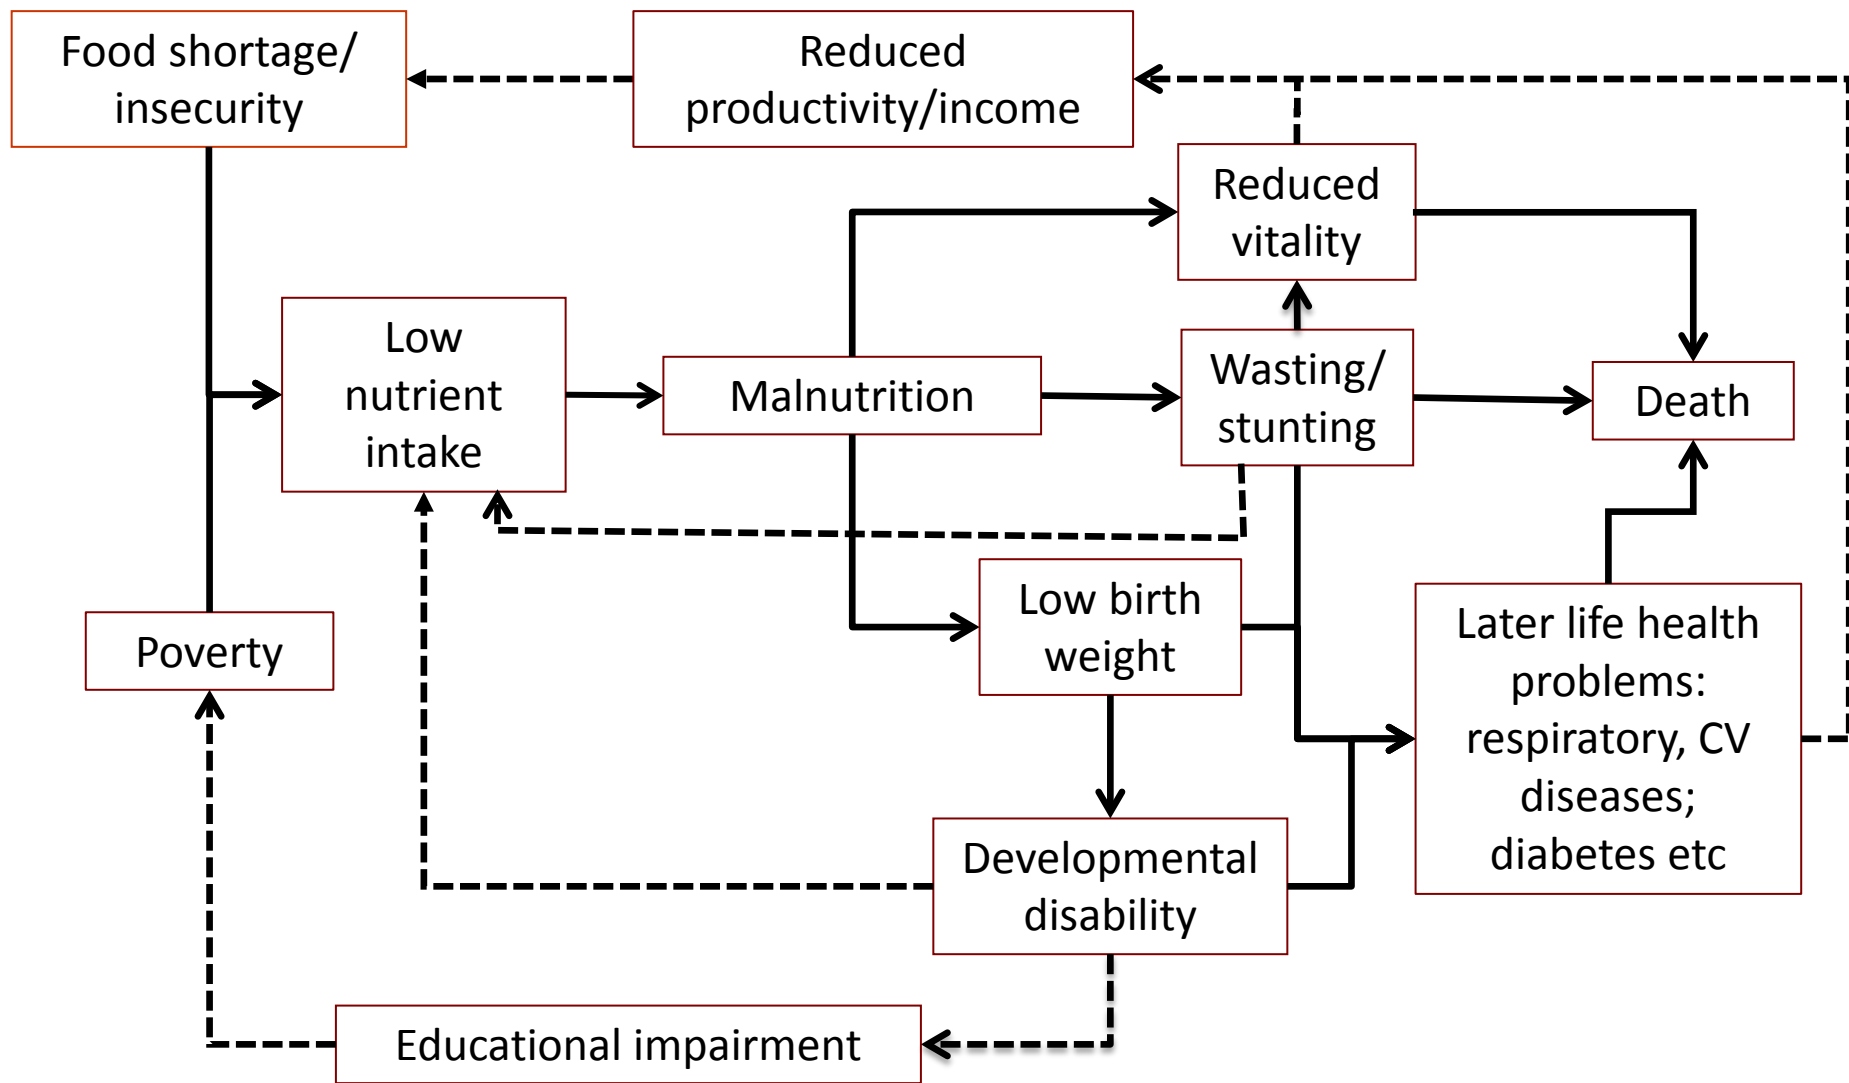 Food shortage/
insecurity
Reduced
productivity/income
Reduced
vitality
Low
nutrient
intake
Malnutrition
Wasting/
stunting
Death
Low birth
weight
Poverty
Later life health
problems:
respiratory, CV
diseases;
diabetes etc
Developmental
disability
Educational impairment